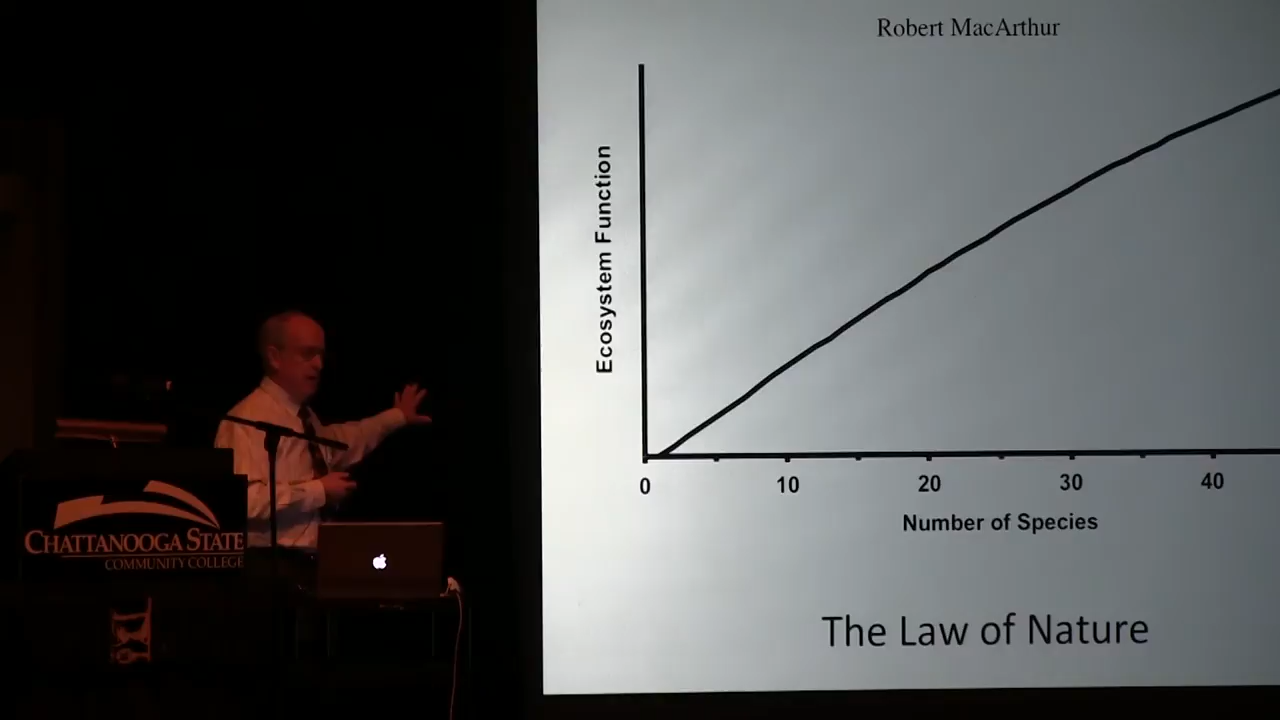 Robert MacArthur
Ecosystem Function
0 10 20 30 40
Number of Species
The Law of Nature
CHATTANOOGA STATE
COMMUNITY COLLEGE